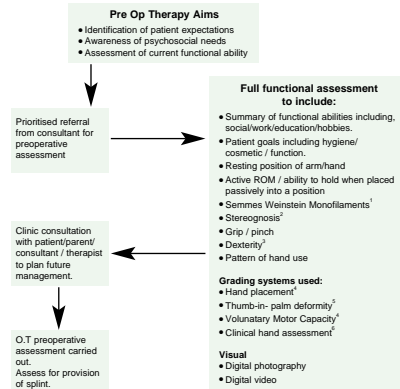 Pre Op Therapy Aims
● Identification of patient expectations
● Awareness of psychosocial needs
● Assessment of current functional ability
Prioritised referral
from consultant for
preoperative
assessment
Full functional assessment
to include:
● Summary of functional abilities including,
social/work/education/hobbies.
● Patient goals including hygiene/
cosmetic / function.
● Resting position of arm/hand
● Active ROM / ability to hold when placed
passively into a position
● Semmes Weinstein Monofilaments¹
● Stereognosis²
● Grip / pinch
● Dexterity³
● Pattern of hand use
Grading systems used:
● Hand placement⁴
● Thumb-in- palm deformity⁵
● Volunatary Motor Capacity⁴
● Clinical hand assessment⁶
Visual
● Digital photography
● Digital video
Clinic consultation
with patient/parent/
consultant / therapist
to plan future
management.
O.T preoperative
assessment carried
out.
Assess for provision
of splint.